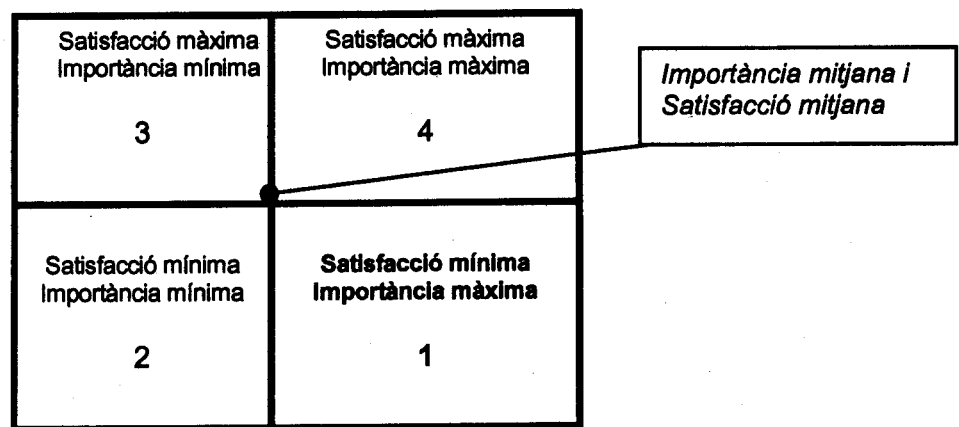 Satisfacció màxima
Importància mínima
3
Satisfacció màxima
Importància màxima
4
Importància mitjana i
Satisfacció mitjana
Satisfacció mínima
Importància mínima
2
Satisfacció mínima
Importància màxima
1